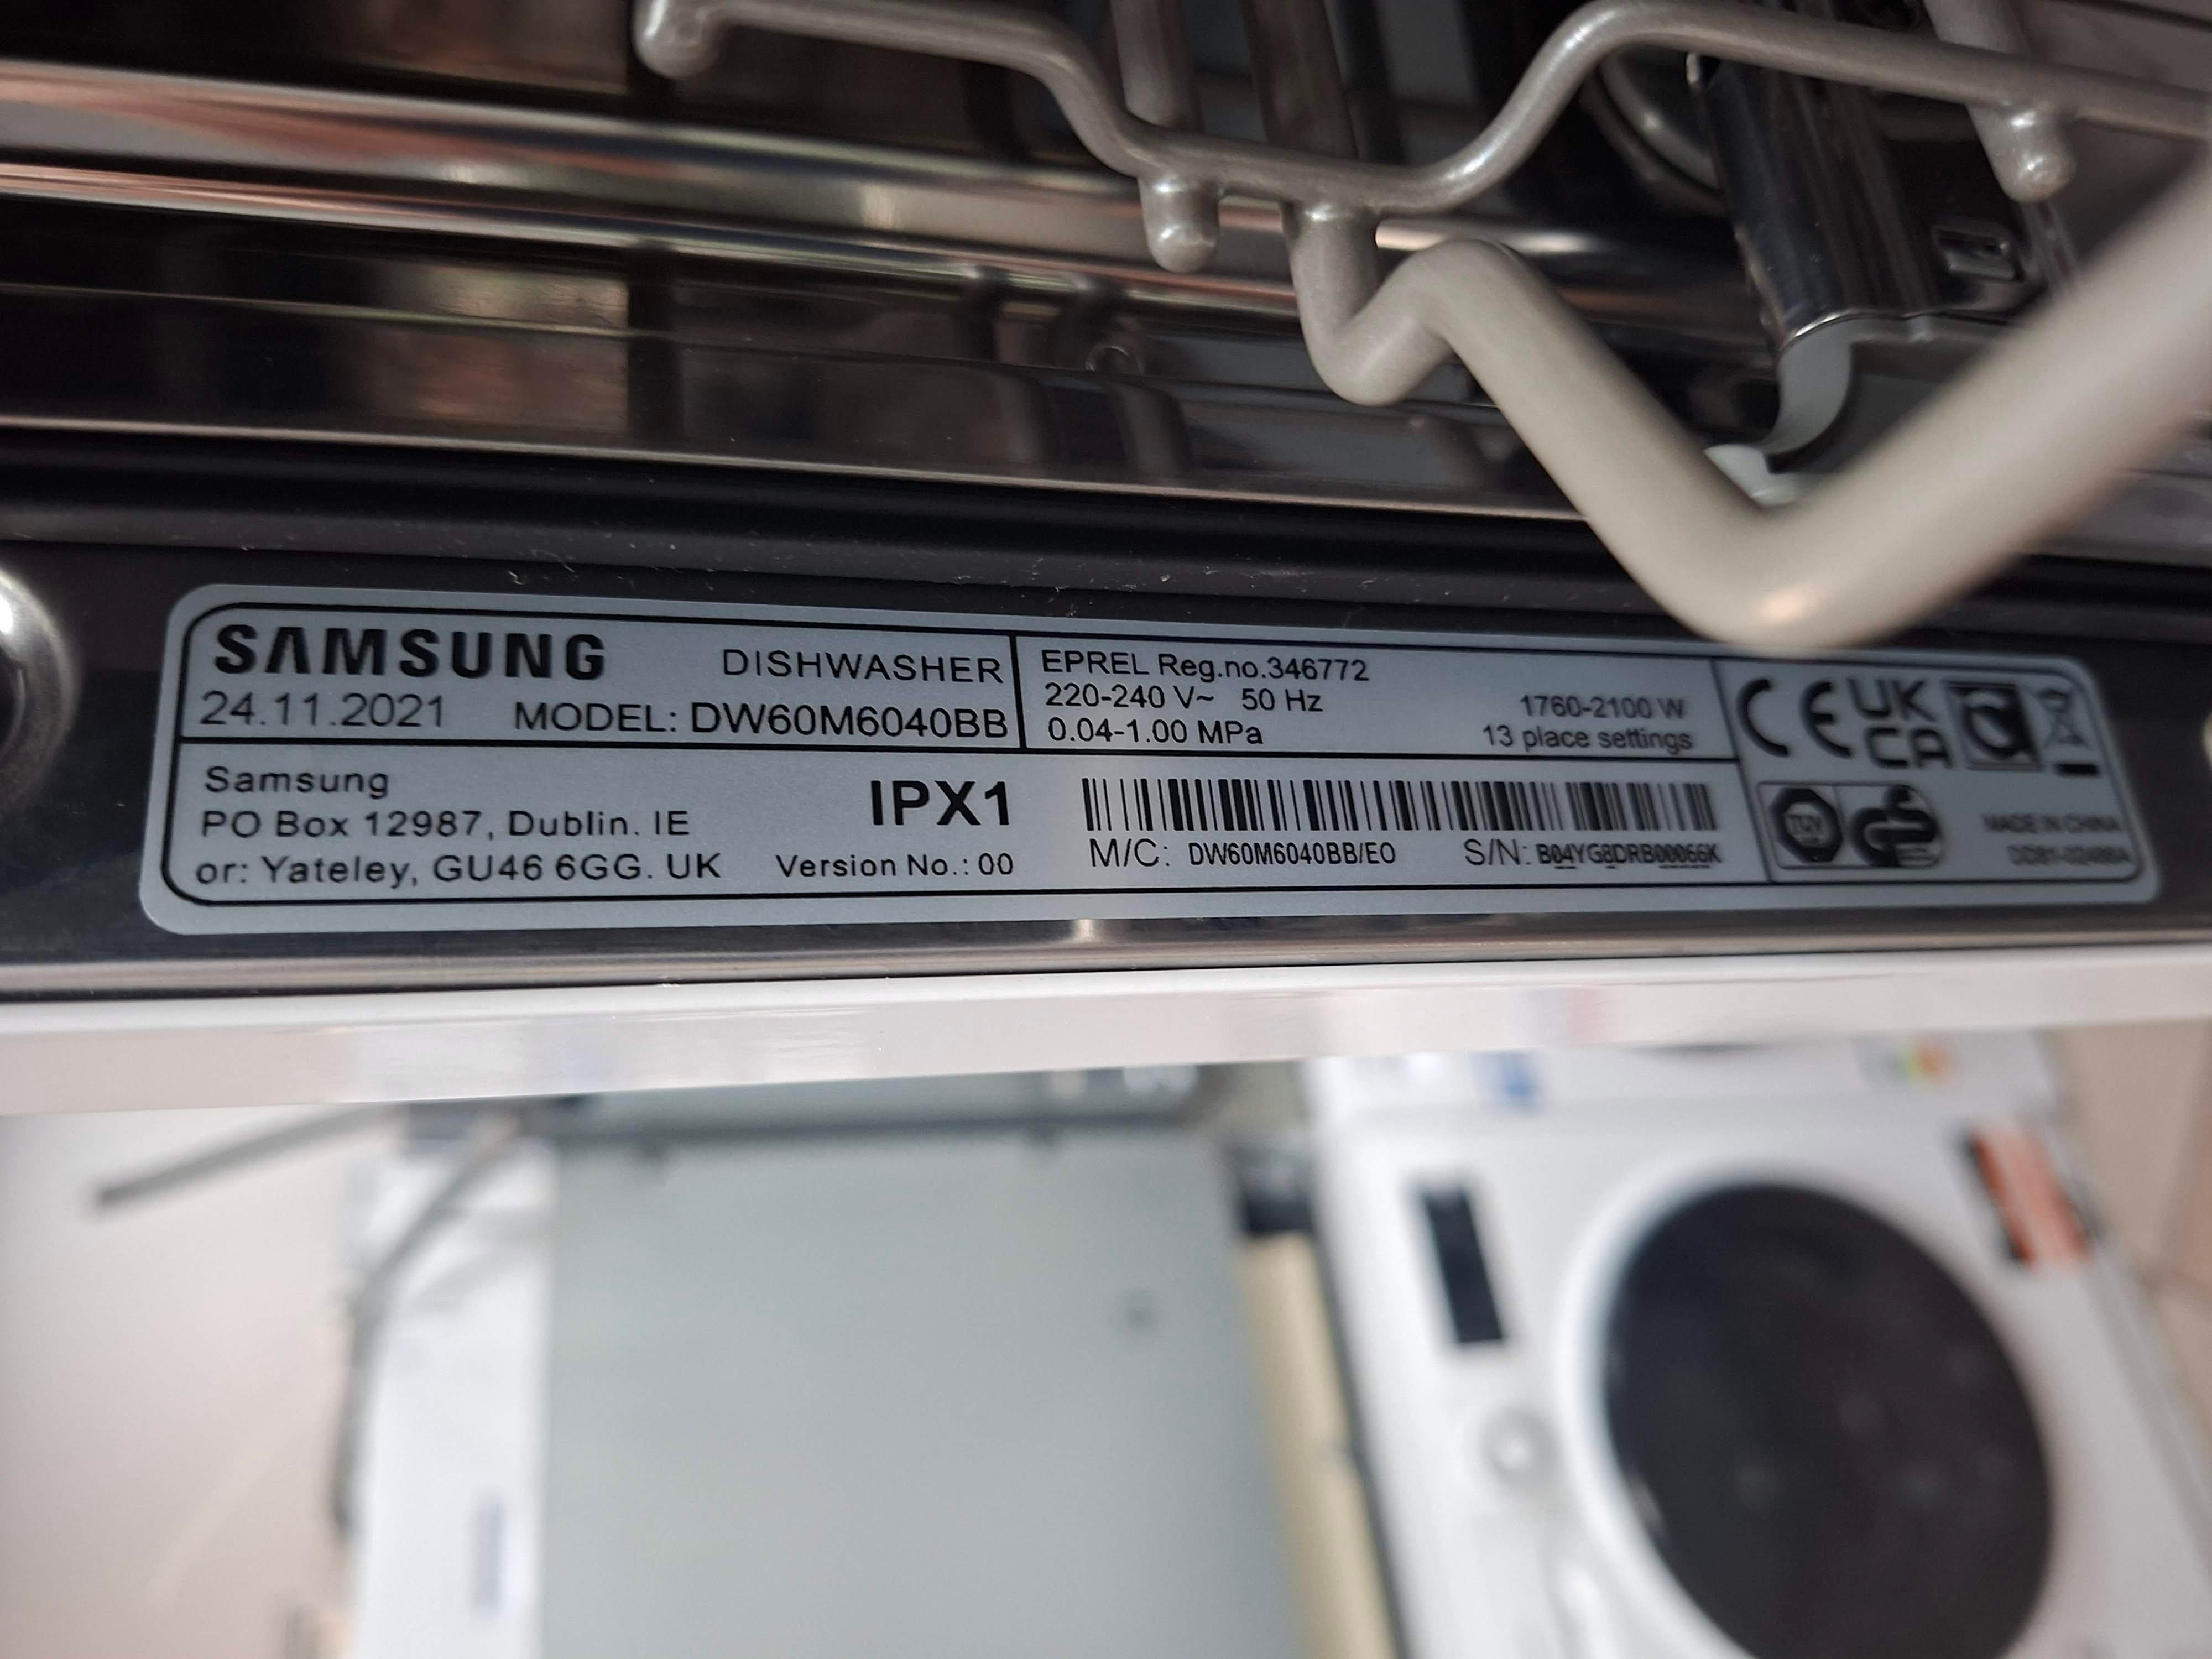 SAMSUNG DISHWASHER
24.11.2021 MODEL: DW60M6040BB
EPREL Reg.no.346772
220-240 V~ 50 Hz 1760-2100 W
0.04-1.00 MPa 13 place settings
CE UK CA
Samsung
PO Box 12987, Dublin. IE
or: Yateley, GU46 6GG. UK
IPX1
Version No.: 00
M/C: DW60M6040BB/EO S/N: B04YG8DRB00066K
MADE IN CHINA